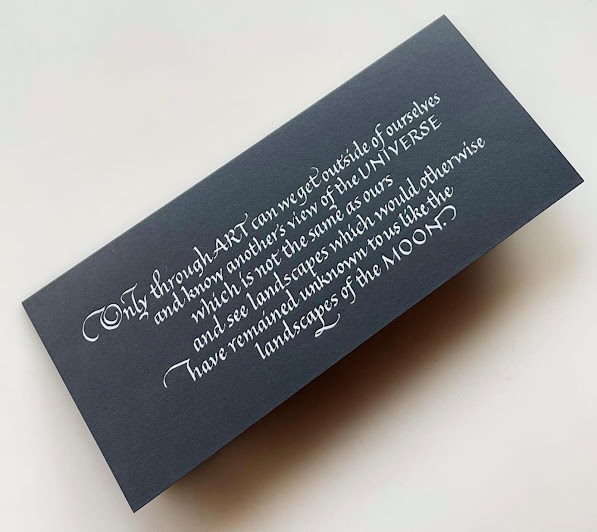 Only through ART can we get outside of ourselves
and know another's view of the UNIVERSE
which is not the same as ours
and see landscapes which would otherwise
have remained unknown to us like the
landscapes of the MOON.